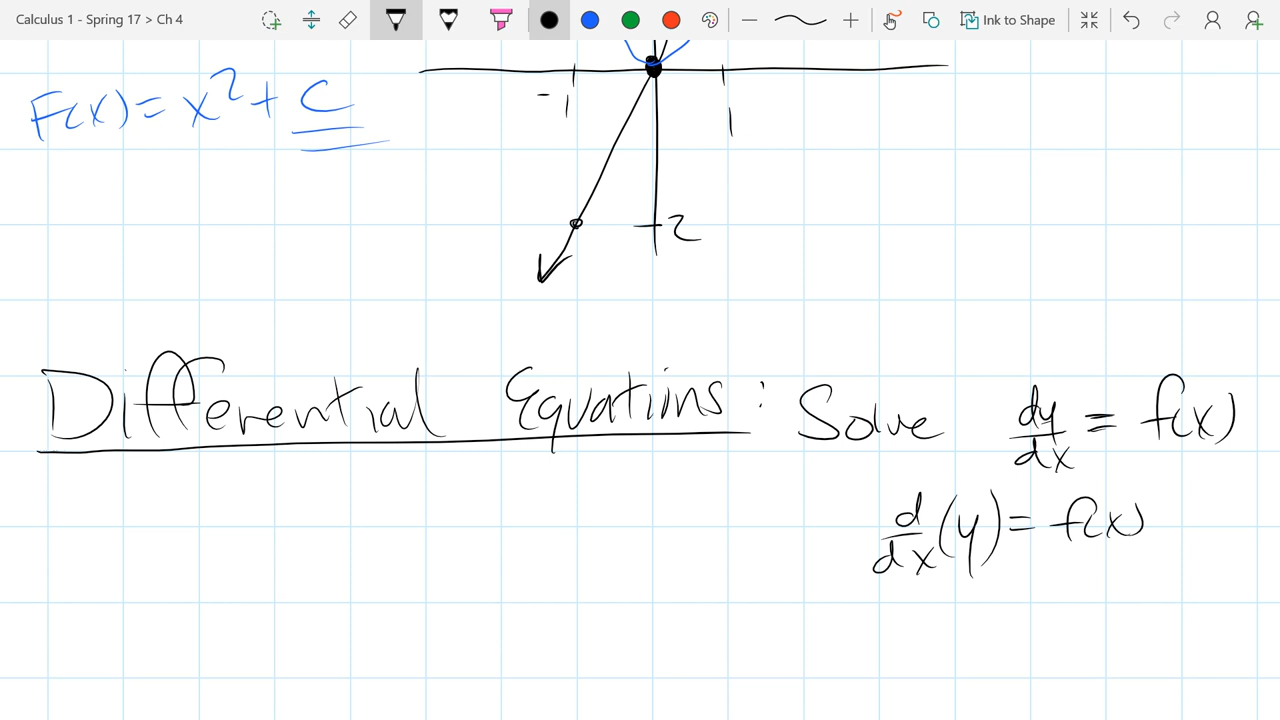 Calculus 1 - Spring 17 > Ch 4
Ink to Shape
F(x) = x² + C
-1
1
2
Differential Equations: Solve dy/dx = f(x)
d/dx (y) = f(x)